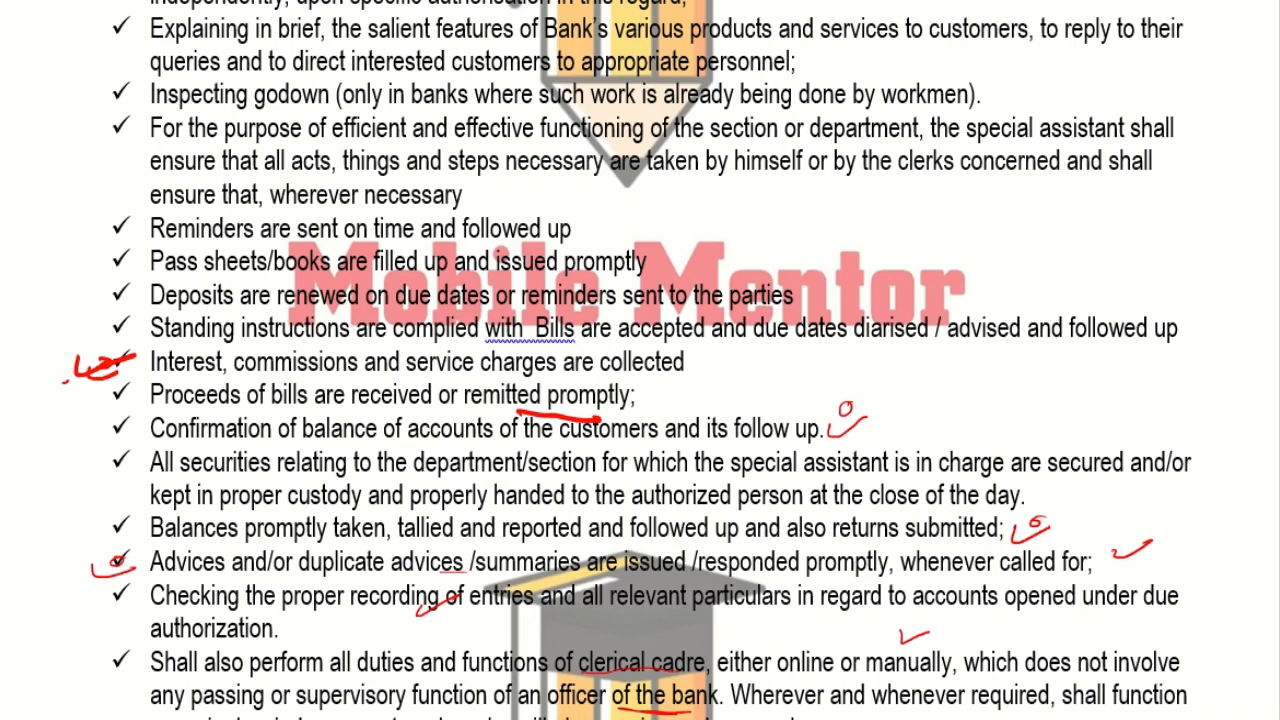 independently, upon specific authorisation in this regard;
✓ Explaining in brief, the salient features of Bank's various products and services to customers, to reply to their
queries and to direct interested customers to appropriate personnel;
✓ Inspecting godown (only in banks where such work is already being done by workmen).
✓ For the purpose of efficient and effective functioning of the section or department, the special assistant shall
ensure that all acts, things and steps necessary are taken by himself or by the clerks concerned and shall
ensure that, wherever necessary
✓ Reminders are sent on time and followed up
✓ Pass sheets/books are filled up and issued promptly
Mobile Mentor
✓ Deposits are renewed on due dates or reminders sent to the parties
✓ Standing instructions are complied with Bills are accepted and due dates diarised / advised and followed up
✓ Interest, commissions and service charges are collected
✓ Proceeds of bills are received or remitted promptly;
✓ Confirmation of balance of accounts of the customers and its follow up.
✓ All securities relating to the department/section for which the special assistant is in charge are secured and/or
kept in proper custody and properly handed to the authorized person at the close of the day.
✓ Balances promptly taken, tallied and reported and followed up and also returns submitted;
✓ Advices and/or duplicate advices /summaries are issued /responded promptly, whenever called for;
✓ Checking the proper recording of entries and all relevant particulars in regard to accounts opened under due
authorization.
✓ Shall also perform all duties and functions of clerical cadre, either online or manually, which does not involve
any passing or supervisory function of an officer of the bank. Wherever and whenever required, shall function